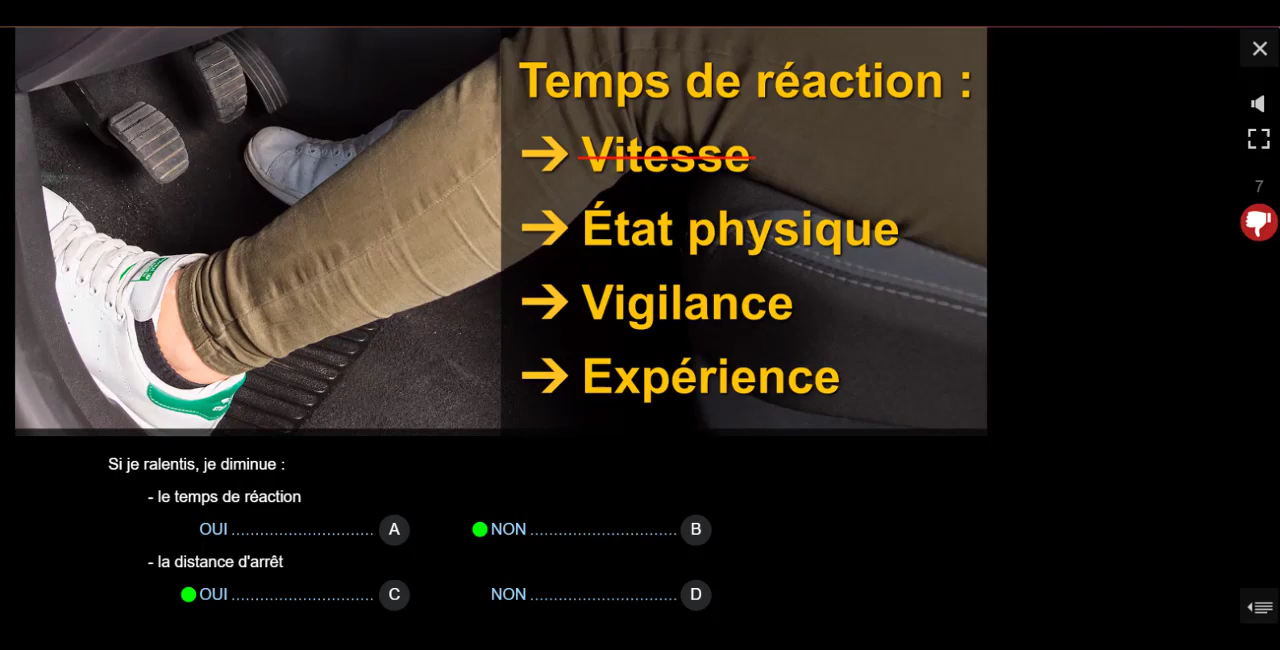 Temps de réaction :
→ Vitesse
→ État physique
→ Vigilance
→ Expérience
7
Si je ralentis, je diminue :
- le temps de réaction
OUI .............................. A NON .............................. B
- la distance d'arrêt
OUI .............................. C NON .............................. D